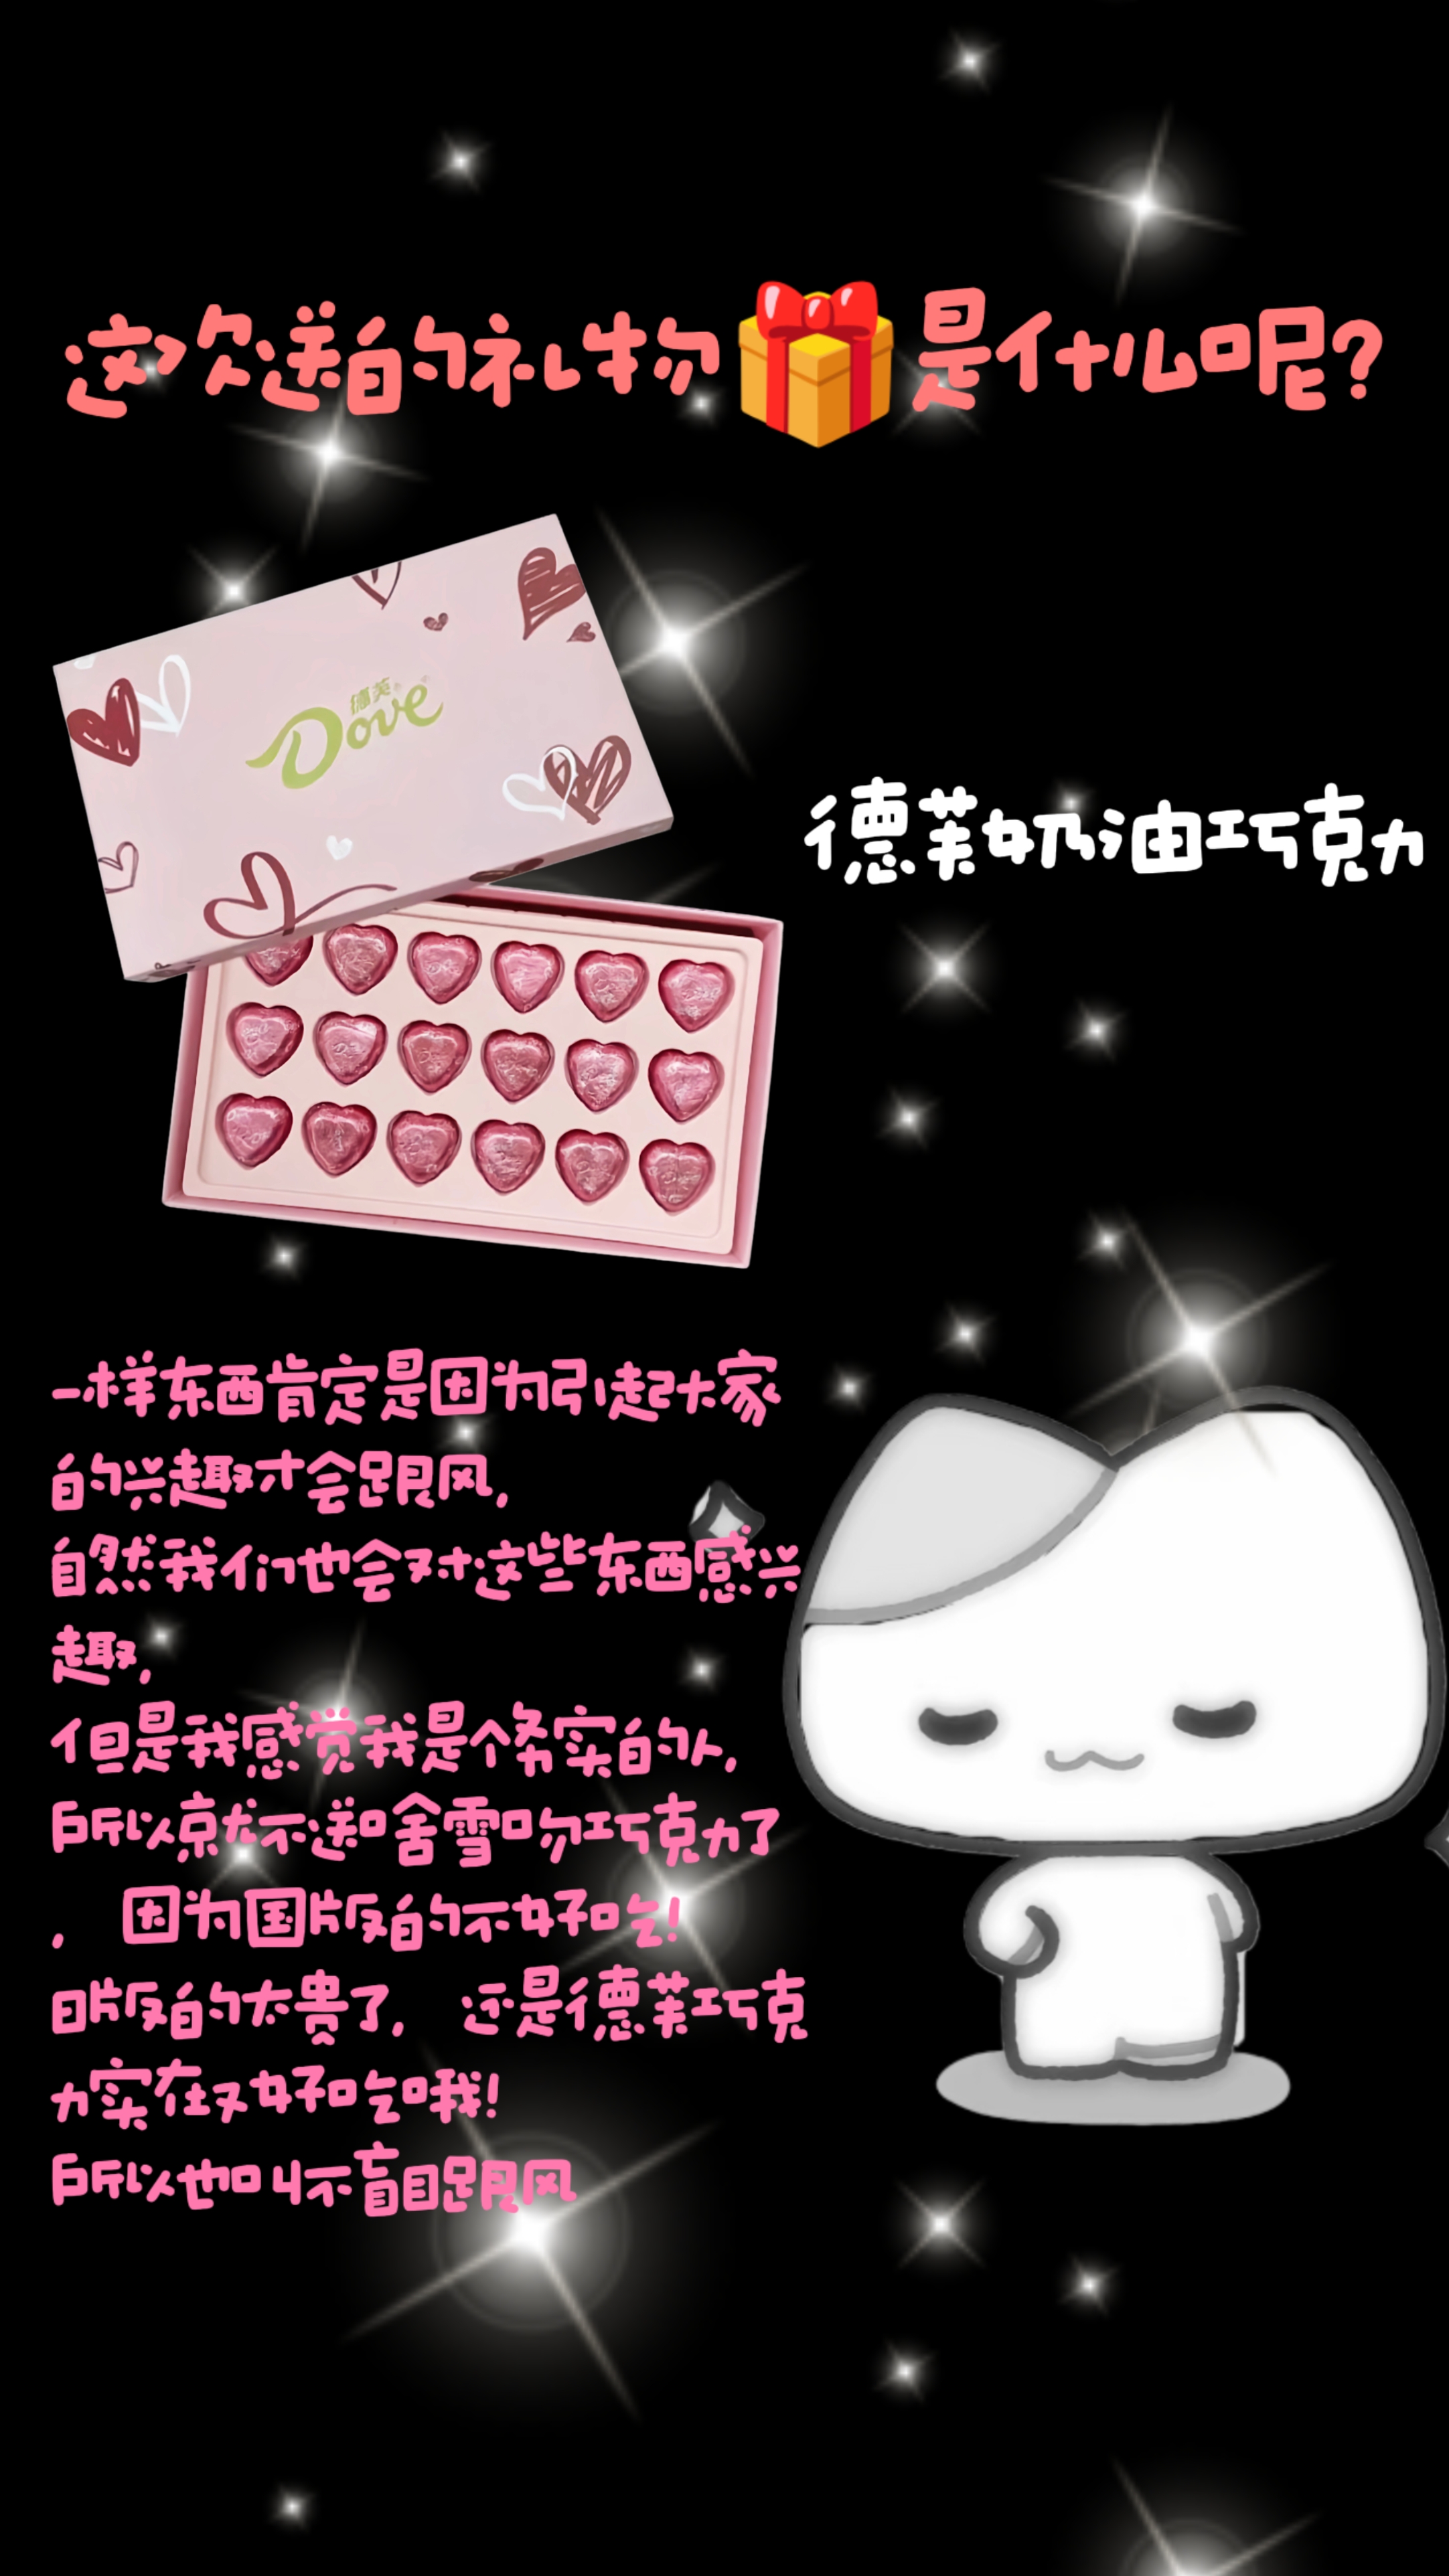 这次送的礼物🎁是什么呢?
德芙
Dove
德芙奶油巧克力
一样东西肯定是因为引起大家
的兴趣才会跟风,
自然我们也会对这些东西感兴
趣,
但是我感觉我是个务实的人,
所以京尤不送啥雪吻巧克力了
, 因为国版的不好吃!
日版的太贵了, 还是德芙巧克
力实在又好吃哦!
所以也叫不盲目跟风